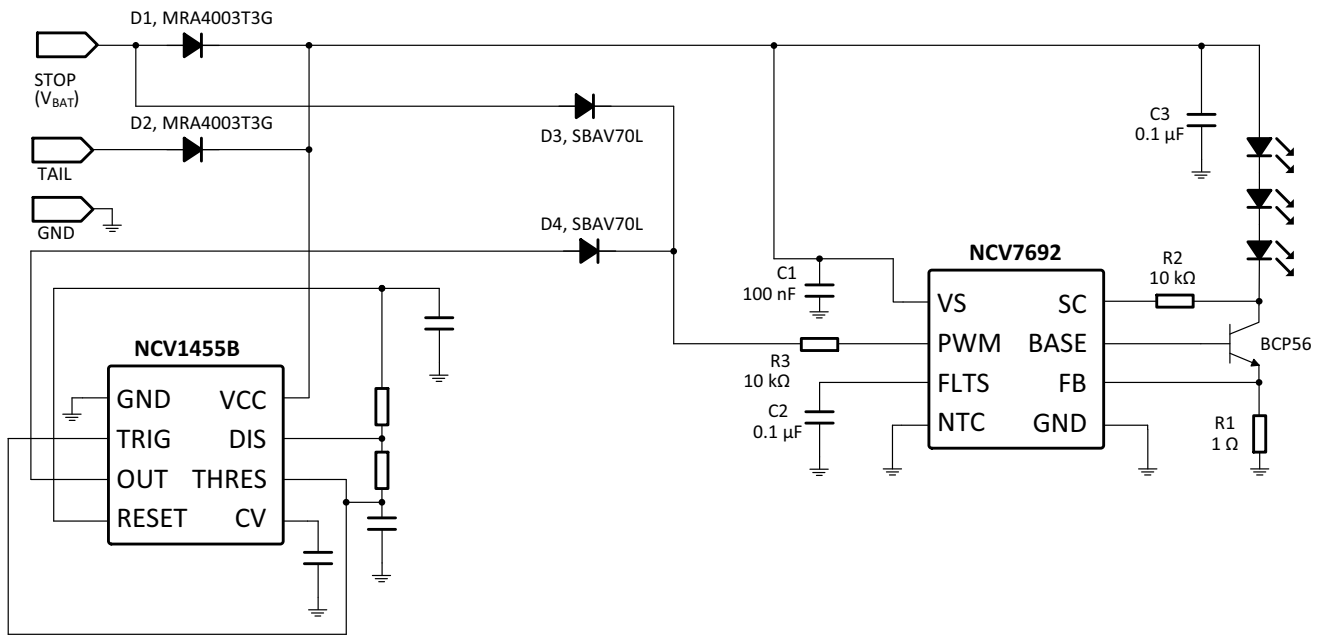 D1, MRA4003T3G
STOP
(VBAT)
D2, MRA4003T3G
TAIL
GND
D3, SBAV70L
D4, SBAV70L
C3
0.1 µF
NCV7692
C1
100 nF
R2
10 kΩ
VS
SC
PWM
BASE
BCP56
R3
10 kΩ
FLTS
FB
C2
0.1 µF
NTC
GND
R1
1 Ω
NCV1455B
GND
VCC
TRIG
DIS
OUT
THRES
RESET
CV